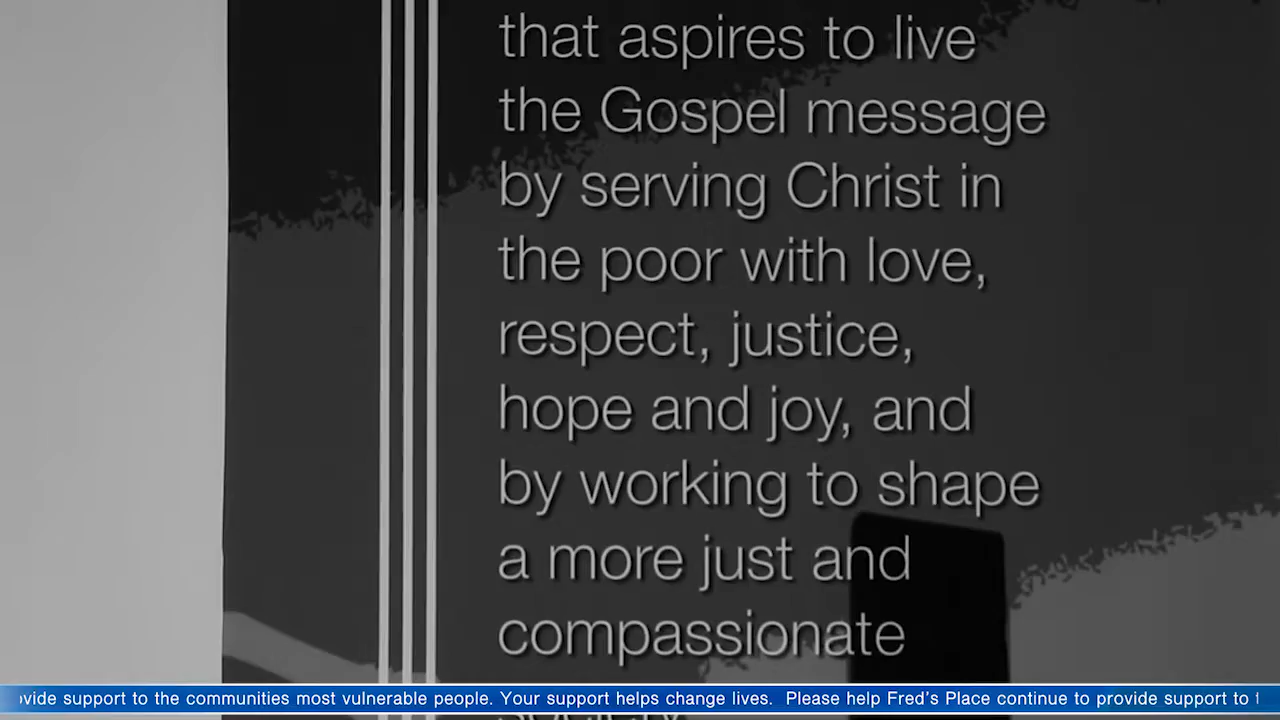 that aspires to live
the Gospel message
by serving Christ in
the poor with love,
respect, justice,
hope and joy, and
by working to shape
a more just and
compassionate
support to the communities most vulnerable people. Your support helps change lives. Please help Fred's Place continue to provide support to